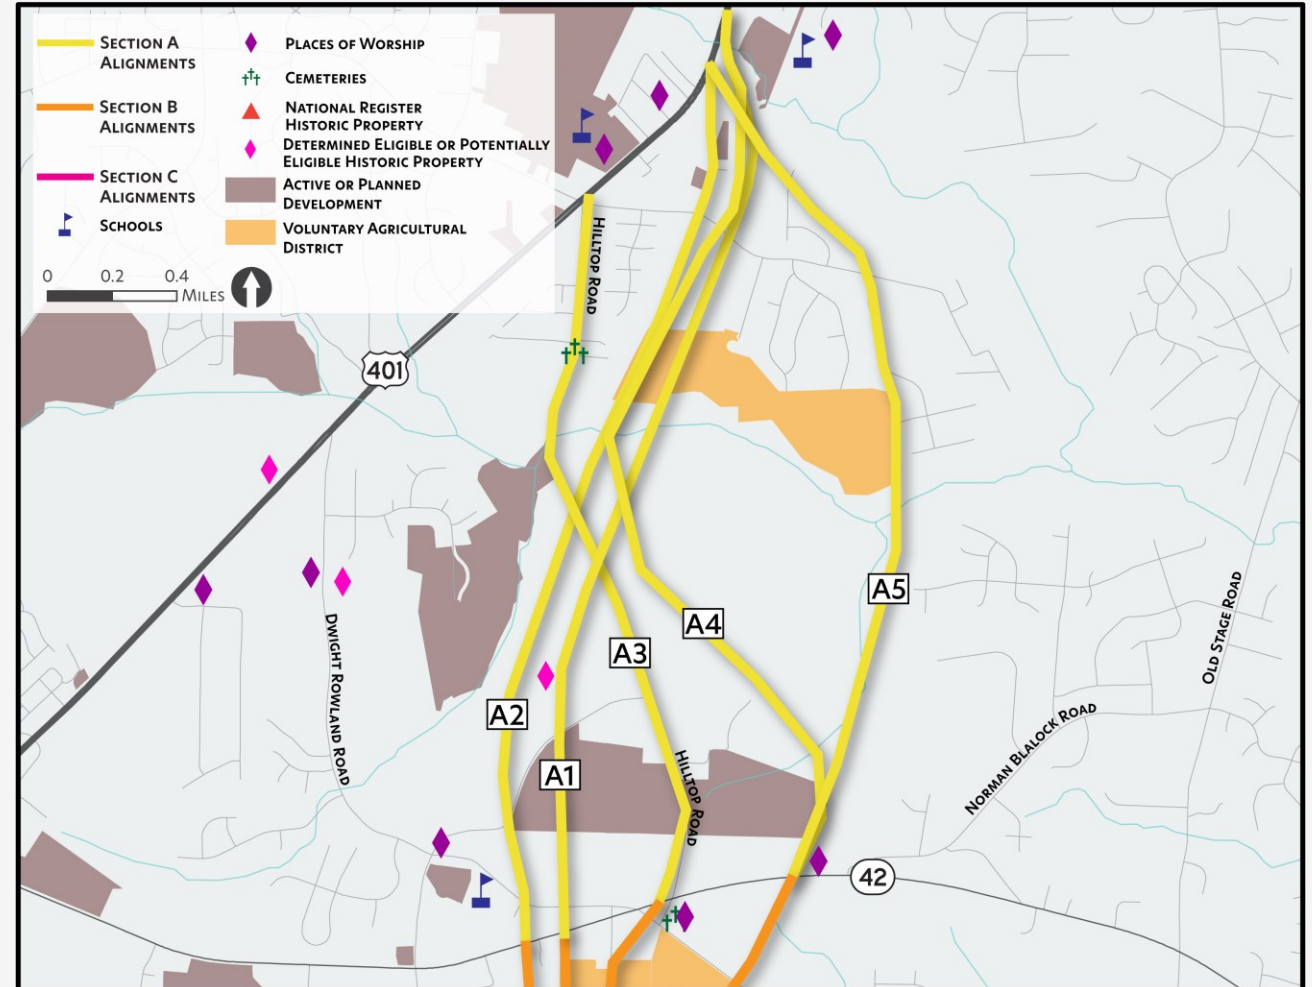 Section A
Alignments
Section B
Alignments
Section C
Alignments
Schools
Places of Worship
Cemeteries
National Register
Historic Property
Determined Eligible or Potentially
Eligible Historic Property
Active or Planned
Development
Voluntary Agricultural
District
0 0.2 0.4
Miles
Hilltop Road
401
A5
A4
A3
Old Stage Road
Dwight Rowland Road
A2
Norman Blalock Road
A1
Hilltop Road
42